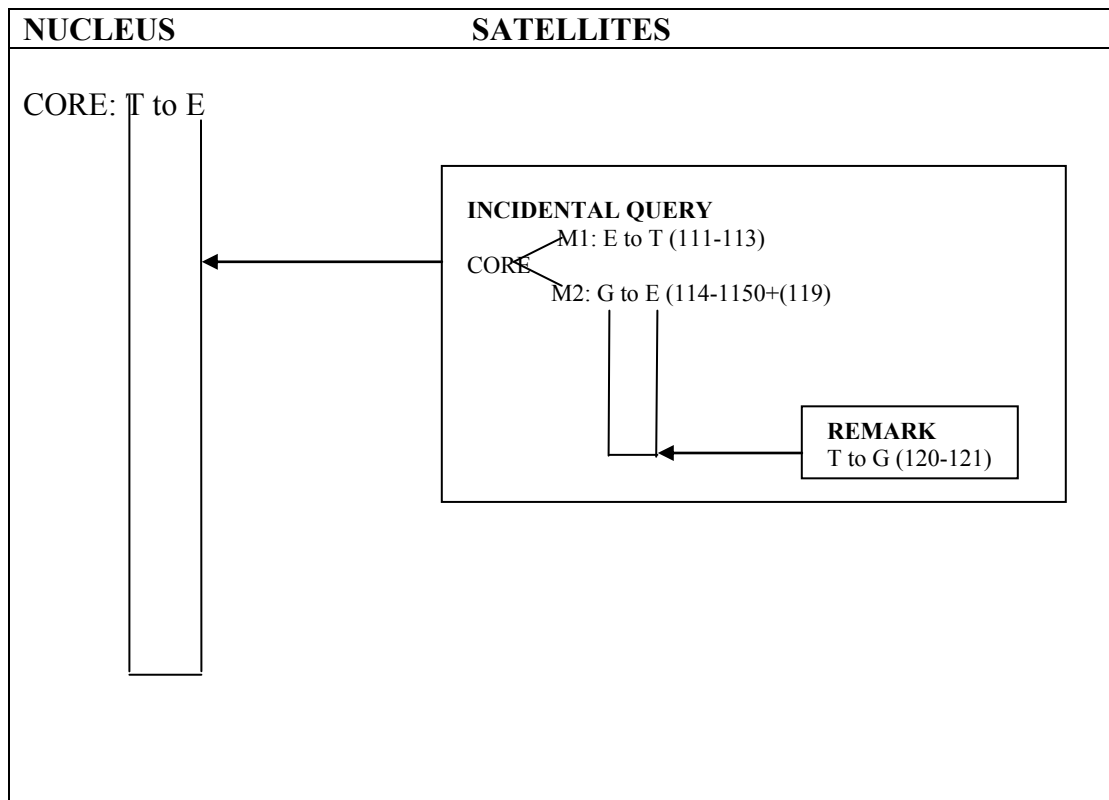 NUCLEUS SATELLITES
CORE: T to E
INCIDENTAL QUERY
M1: E to T (111-113)
CORE
M2: G to E (114-1150+(119)
REMARK
T to G (120-121)